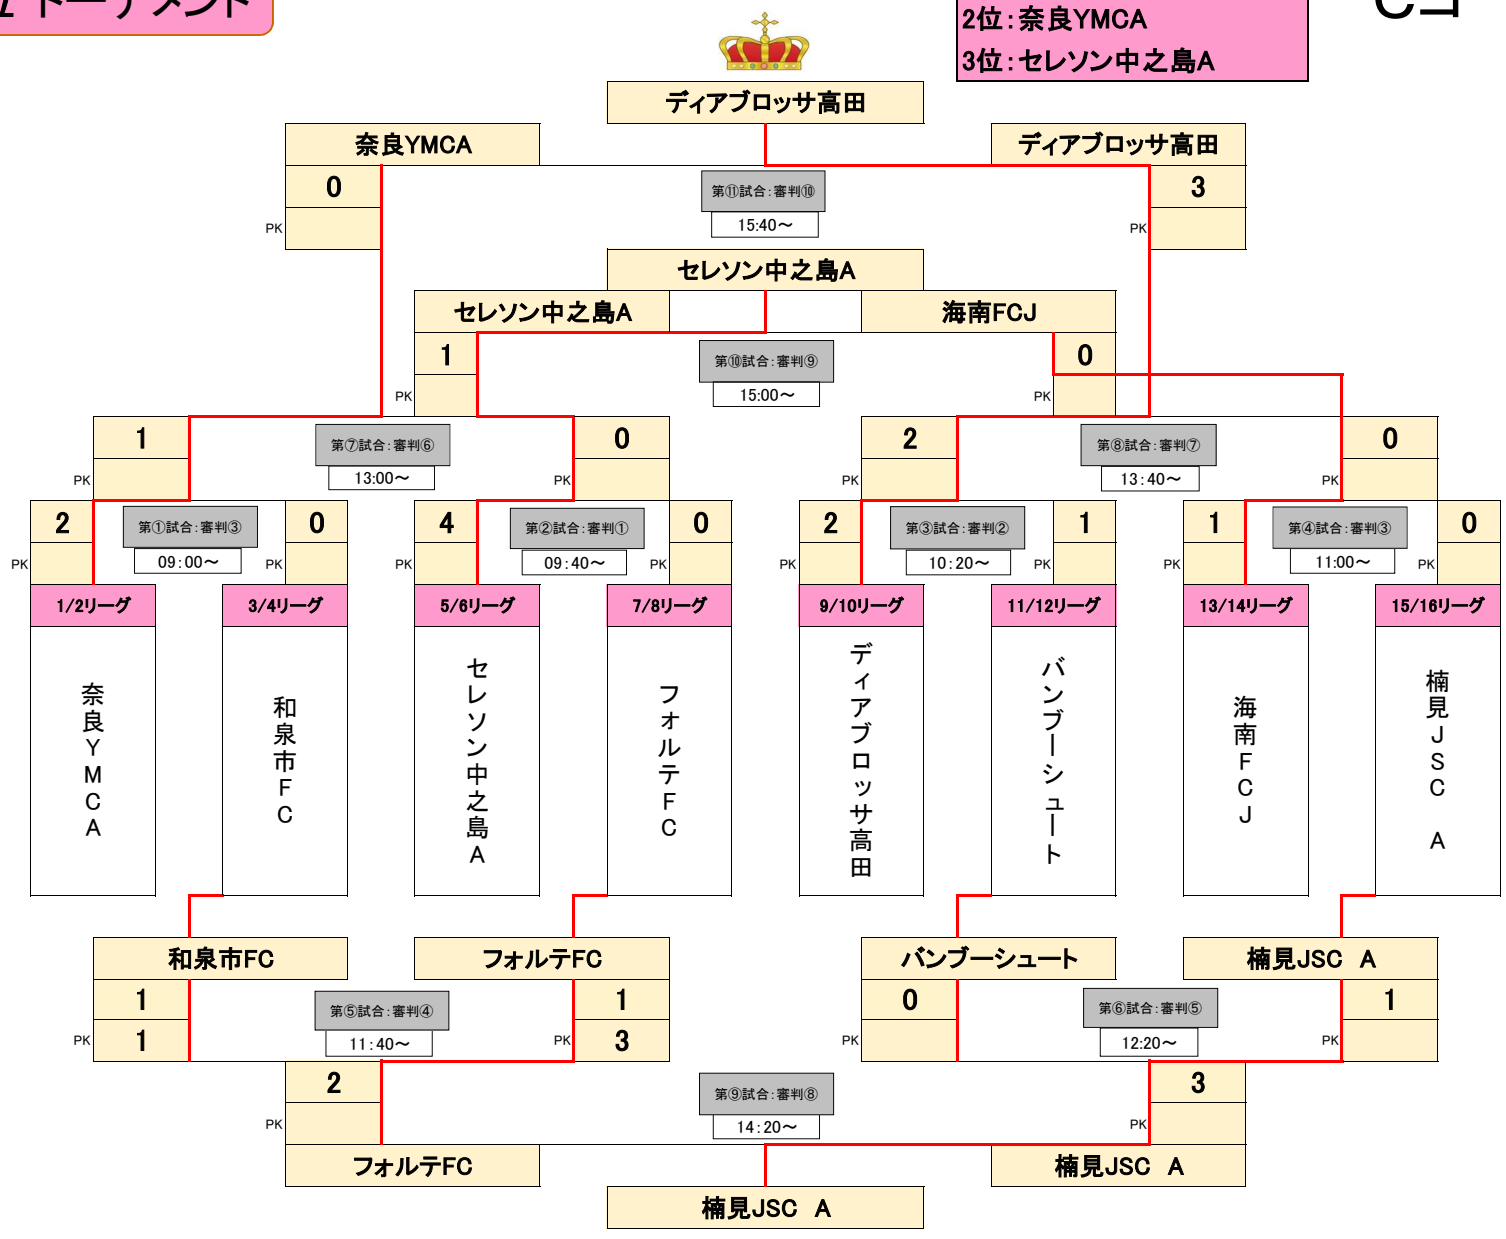 トーナメント
2位：奈良YMCA
3位：セレソン中之島A
ディアブロッサ高田
奈良YMCA
ディアブロッサ高田
0
第⑪試合：審判⑩
3
PK
15:40～
PK
セレソン中之島A
セレソン中之島A
海南FCJ
1
第⑩試合：審判⑨
0
PK
15:00～
PK
1
第⑦試合：審判⑥
0
2
第⑧試合：審判⑦
0
PK
13:00～
PK
PK
13：40～
PK
2
第①試合：審判③
0
4
第②試合：審判①
0
2
第③試合：審判②
1
1
第④試合：審判③
0
PK
09：00～
PK
PK
09：40～
PK
PK
10：20～
PK
PK
11:00～
PK
1/2リーグ
3/4リーグ
5/6リーグ
7/8リーグ
9/10リーグ
11/12リーグ
13/14リーグ
15/16リーグ
奈良YMCA
和泉市FC
セレソン中之島A
フォルテFC
ディアブロッサ高田
バンブーシュート
海南FCJ
楠見JSC　A
和泉市FC
フォルテFC
バンブーシュート
楠見JSC　A
1
第⑤試合：審判④
1
0
第⑥試合：審判⑤
1
PK
1
11：40～
PK
3
PK
12:20～
PK
2
第⑨試合：審判⑧
3
PK
14：20～
PK
フォルテFC
楠見JSC　A
楠見JSC　A